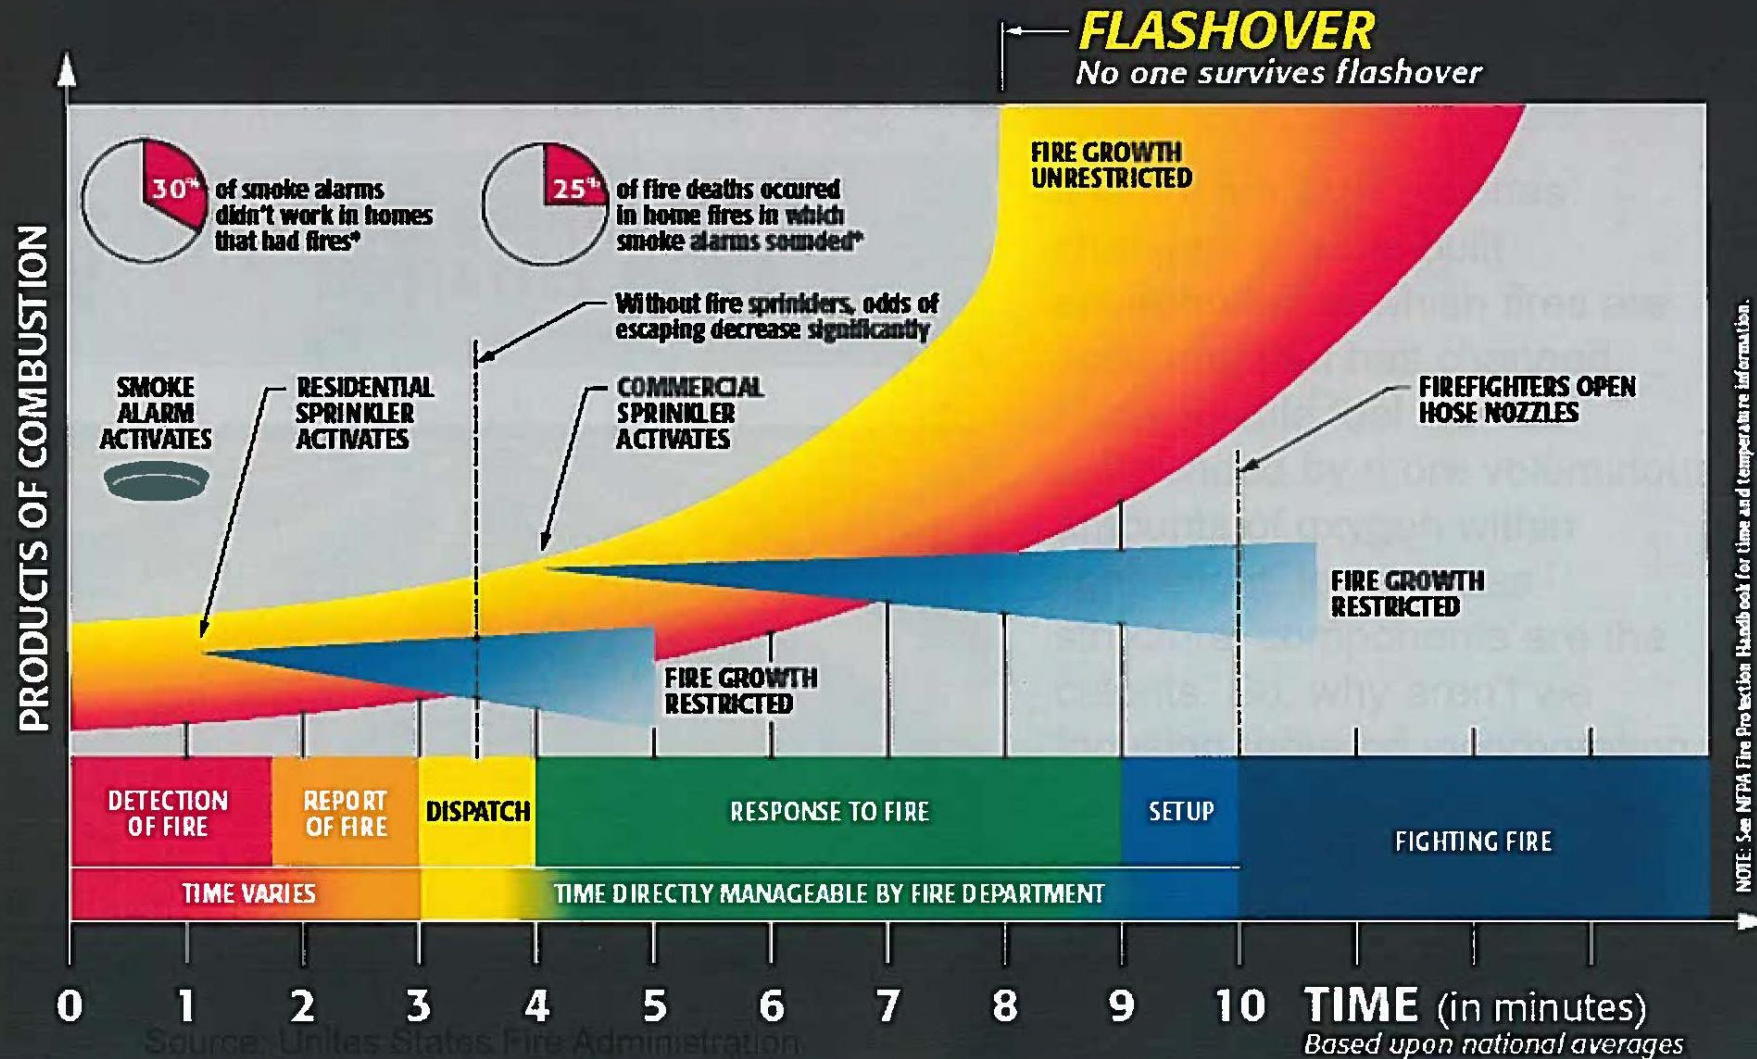 FLASHOVER
No one survives flashover
PRODUCTS OF COMBUSTION
30%
of smoke alarms
didn't work in homes
that had fires*
25%
of fire deaths occured
in home fires in which
smoke alarms sounded*
FIRE GROWTH
UNRESTRICTED
Without fire sprinklers, odds of
escaping decrease significantly
SMOKE
ALARM
ACTIVATES
RESIDENTIAL
SPRINKLER
ACTIVATES
COMMERCIAL
SPRINKLER
ACTIVATES
FIREFIGHTERS OPEN
HOSE NOZZLES
FIRE GROWTH
RESTRICTED
FIRE GROWTH
RESTRICTED
DETECTION
OF FIRE
REPORT
OF FIRE
DISPATCH
RESPONSE TO FIRE
SETUP
FIGHTING FIRE
TIME VARIES
TIME DIRECTLY MANAGEABLE BY FIRE DEPARTMENT
0 1 2 3 4 5 6 7 8 9 10 TIME (in minutes)
Based upon national averages
Source: Unites States Fire Administration
NOTE: See NFPA Fire Protection Handbook for time and temperature information.